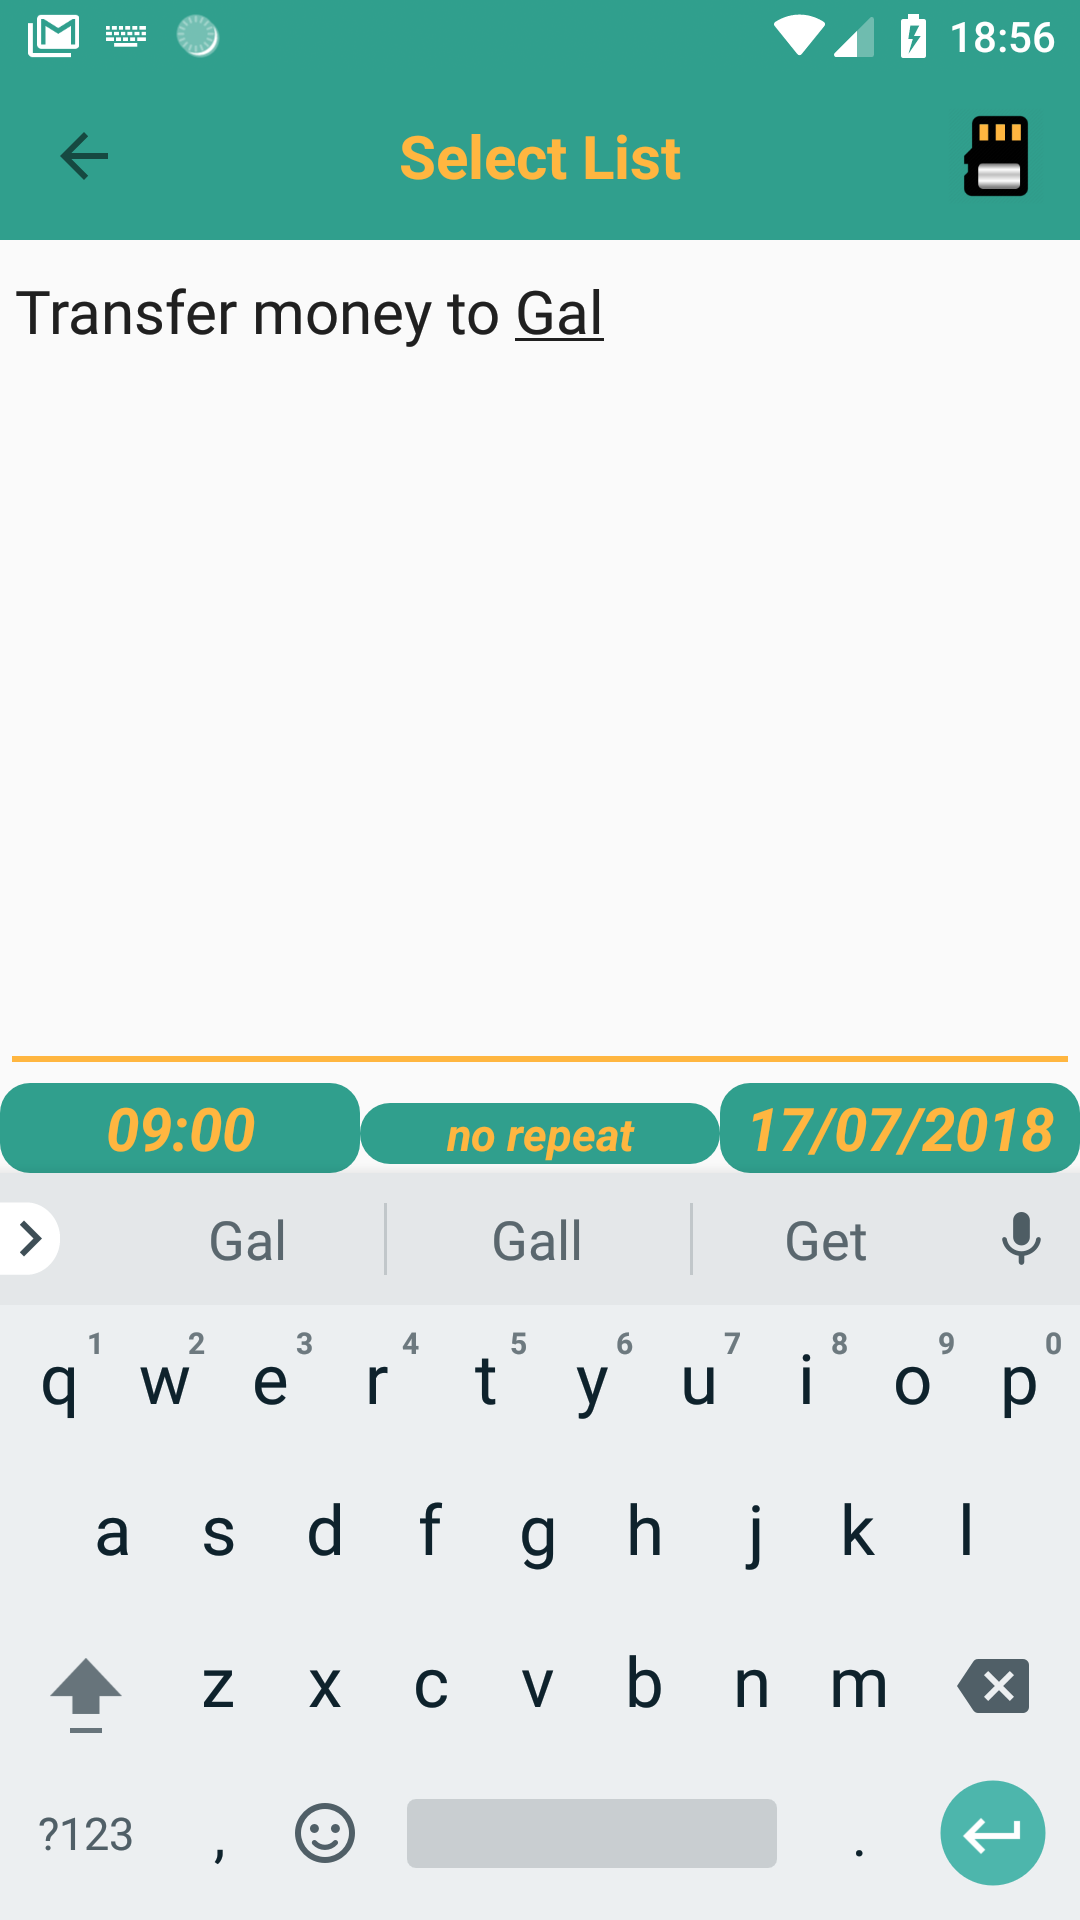 18:56
Select List
Transfer money to Gal
09:00 no repeat 17/07/2018
Gal Gall Get
1 2 3 4 5 6 7 8 9 0
q w e r t y u i o p
a s d f g h j k l
z x c v b n m
?123 , .